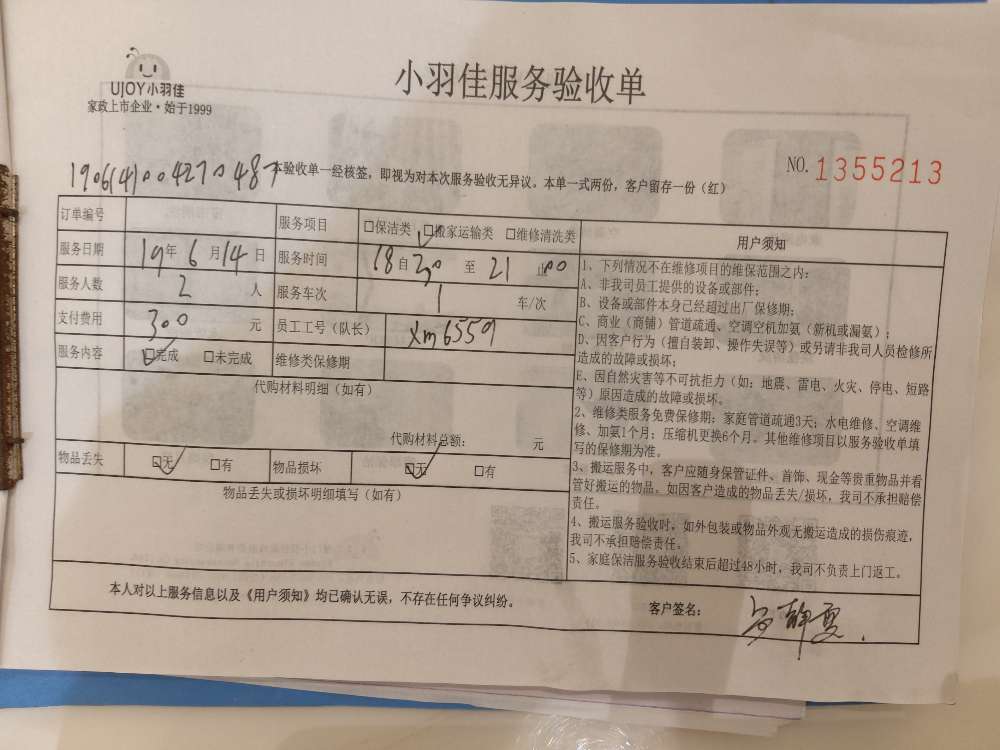 UJOY小羽佳
家政上市企业·始于1999
小羽佳服务验收单
1906141004270487
本验收单一经核签,即视为对本次服务验收无异议。本单一式两份,客户留存一份(红)
NO.1355213
订单编号
服务项目 □保洁类 □搬家运输类 □维修清洗类
服务日期 19年6月14日 服务时间 18自30至21止00
服务人数 2人 服务车次 1车/次
支付费用 300元 员工工号(队长) xm6559
服务内容 □完成 □未完成 维修类保修期
代购材料明细(如有)
代购材料总额: 元
物品丢失 □无 □有 物品损坏 □无 □有
物品丢失或损坏明细填写(如有)
用户须知
1、下列情况不在维修项目的维保范围之内:
A、非我司员工提供的设备或部件;
B、设备或部件本身已经超过出厂保修期;
C、商业(商铺)管道疏通、空调空机加氨(新机或漏氨);
D、因客户行为(擅自装卸、操作失误等)或另请非我司人员检修所
造成的故障或损坏;
E、因自然灾害等不可抗拒力(如:地震、雷电、火灾、停电、短路
等)原因造成的故障或损坏。
2、维修类服务免费保修期:家庭管道疏通3天;水电维修、空调维
修、加氨1个月;压缩机更换6个月。其他维修项目以服务验收单填
写的保修期为准。
3、搬运服务中,客户应随身保管证件、首饰、现金等贵重物品并看
管好搬运的物品。如因客户造成的物品丢失/损坏,我司不承担赔偿
责任。
4、搬运服务验收时,如外包装或物品外观无搬运造成的损伤痕迹,
我司不承担赔偿责任。
5、家庭保洁服务验收结束后超过48小时,我司不负责上门返工。
本人对以上服务信息以及《用户须知》均已确认无误,不存在任何争议纠纷。
客户签名: